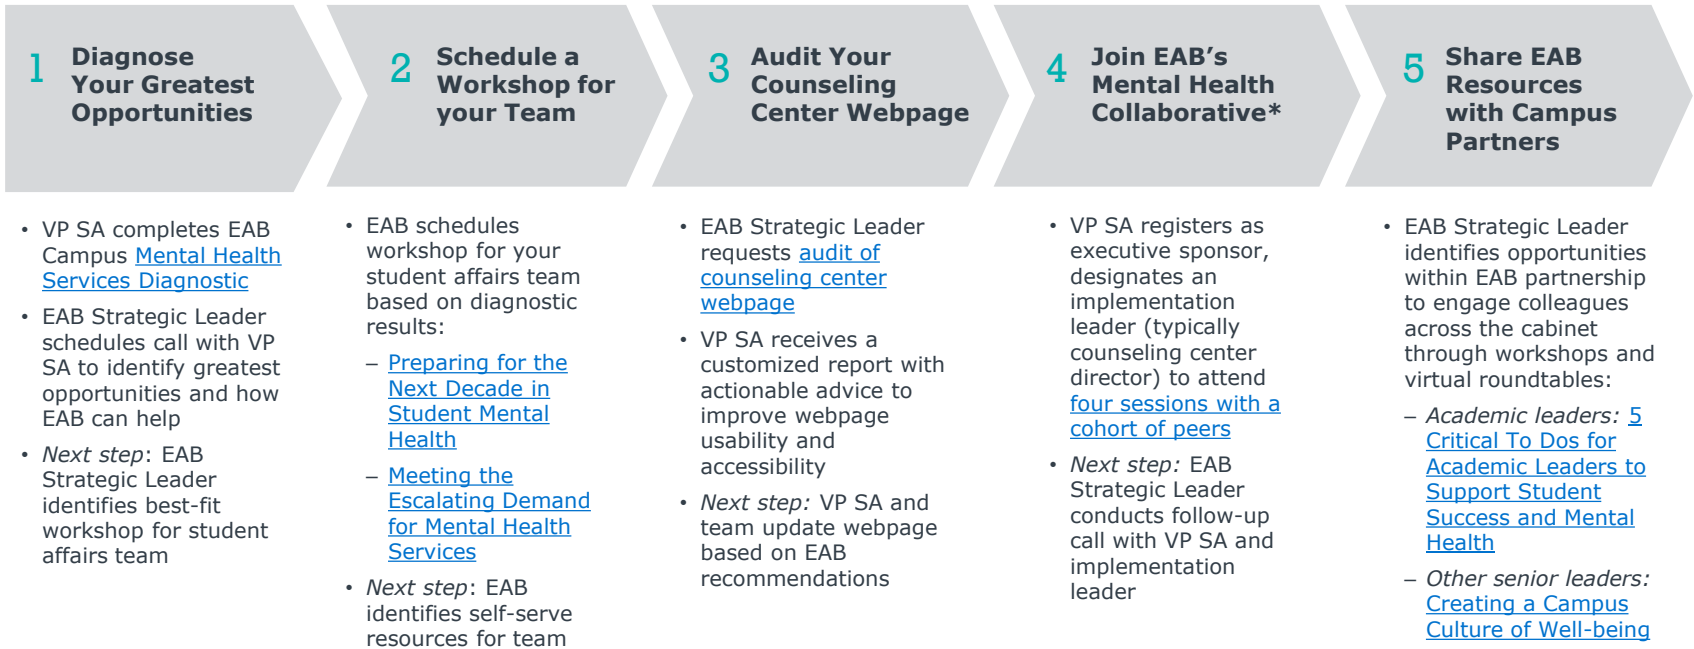 1
Diagnose
Your Greatest
Opportunities
• VP SA completes EAB
Campus Mental Health
Services Diagnostic
• EAB Strategic Leader
schedules call with VP
SA to identify greatest
opportunities and how
EAB can help
• Next step: EAB
Strategic Leader
identifies best-fit
workshop for student
affairs team
2
Schedule a
Workshop for
your Team
• EAB schedules
workshop for your
student affairs team
based on diagnostic
results:
– Preparing for the
Next Decade in
Student Mental
Health
– Meeting the
Escalating Demand
for Mental Health
Services
• Next step: EAB
identifies self-serve
resources for team
3
Audit Your
Counseling
Center Webpage
• EAB Strategic Leader
requests audit of
counseling center
webpage
• VP SA receives a
customized report with
actionable advice to
improve webpage
usability and
accessibility
• Next step: VP SA and
team update webpage
based on EAB
recommendations
4
Join EAB's
Mental Health
Collaborative*
• VP SA registers as
executive sponsor,
designates an
implementation
leader (typically
counseling center
director) to attend
four sessions with a
cohort of peers
• Next step: EAB
Strategic Leader
conducts follow-up
call with VP SA and
implementation
leader
5
Share EAB
Resources
with Campus
Partners
• EAB Strategic Leader
identifies opportunities
within EAB partnership
to engage colleagues
across the cabinet
through workshops and
virtual roundtables:
– Academic leaders: 5
Critical To Dos for
Academic Leaders to
Support Student
Success and Mental
Health
– Other senior leaders:
Creating a Campus
Culture of Well-being